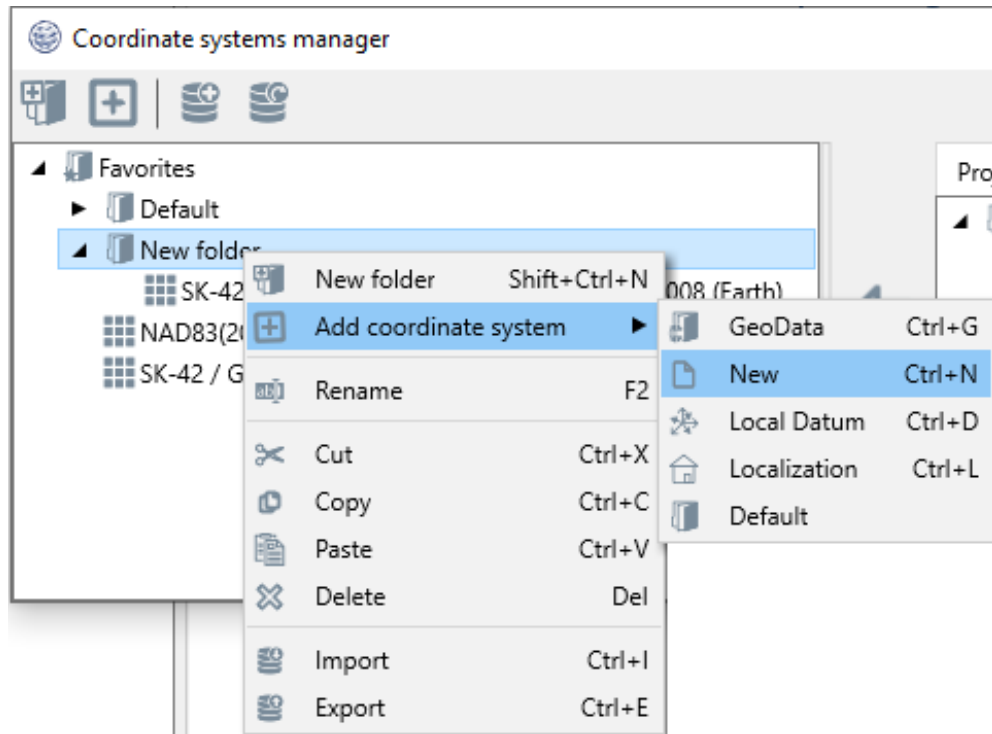 Coordinate systems manager
Favorites
Default
New folder
SK-42
008 (Earth)
NAD83(20
SK-42 / G
Pro
New folder Shift+Ctrl+N
Add coordinate system
Rename F2
Cut Ctrl+X
Copy Ctrl+C
Paste Ctrl+V
Delete Del
Import Ctrl+I
Export Ctrl+E
GeoData Ctrl+G
New Ctrl+N
Local Datum Ctrl+D
Localization Ctrl+L
Default